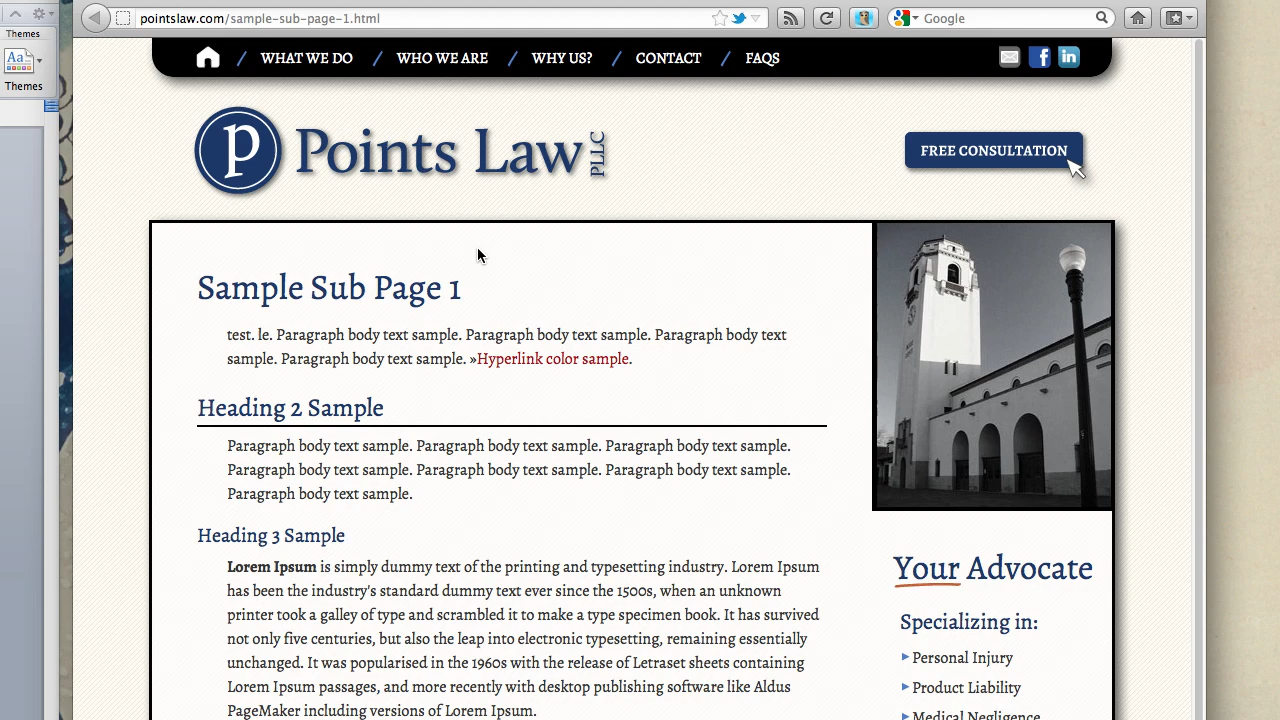 pointslaw.com/sample-sub-page-1.html
Google
Themes
Aa
Themes
WHAT WE DO / WHO WE ARE / WHY US? / CONTACT / FAQS
f in
p Points Law PLLC
FREE CONSULTATION
Sample Sub Page 1
test. le. Paragraph body text sample. Paragraph body text sample. Paragraph body text
sample. Paragraph body text sample. »Hyperlink color sample.
Heading 2 Sample
Paragraph body text sample. Paragraph body text sample. Paragraph body text sample.
Paragraph body text sample. Paragraph body text sample. Paragraph body text sample.
Paragraph body text sample.
Heading 3 Sample
Lorem Ipsum is simply dummy text of the printing and typesetting industry. Lorem Ipsum
has been the industry's standard dummy text ever since the 1500s, when an unknown
printer took a galley of type and scrambled it to make a type specimen book. It has survived
not only five centuries, but also the leap into electronic typesetting, remaining essentially
unchanged. It was popularised in the 1960s with the release of Letraset sheets containing
Lorem Ipsum passages, and more recently with desktop publishing software like Aldus
PageMaker including versions of Lorem Ipsum.
Your Advocate
Specializing in:
Personal Injury
Product Liability
Medical Negligence